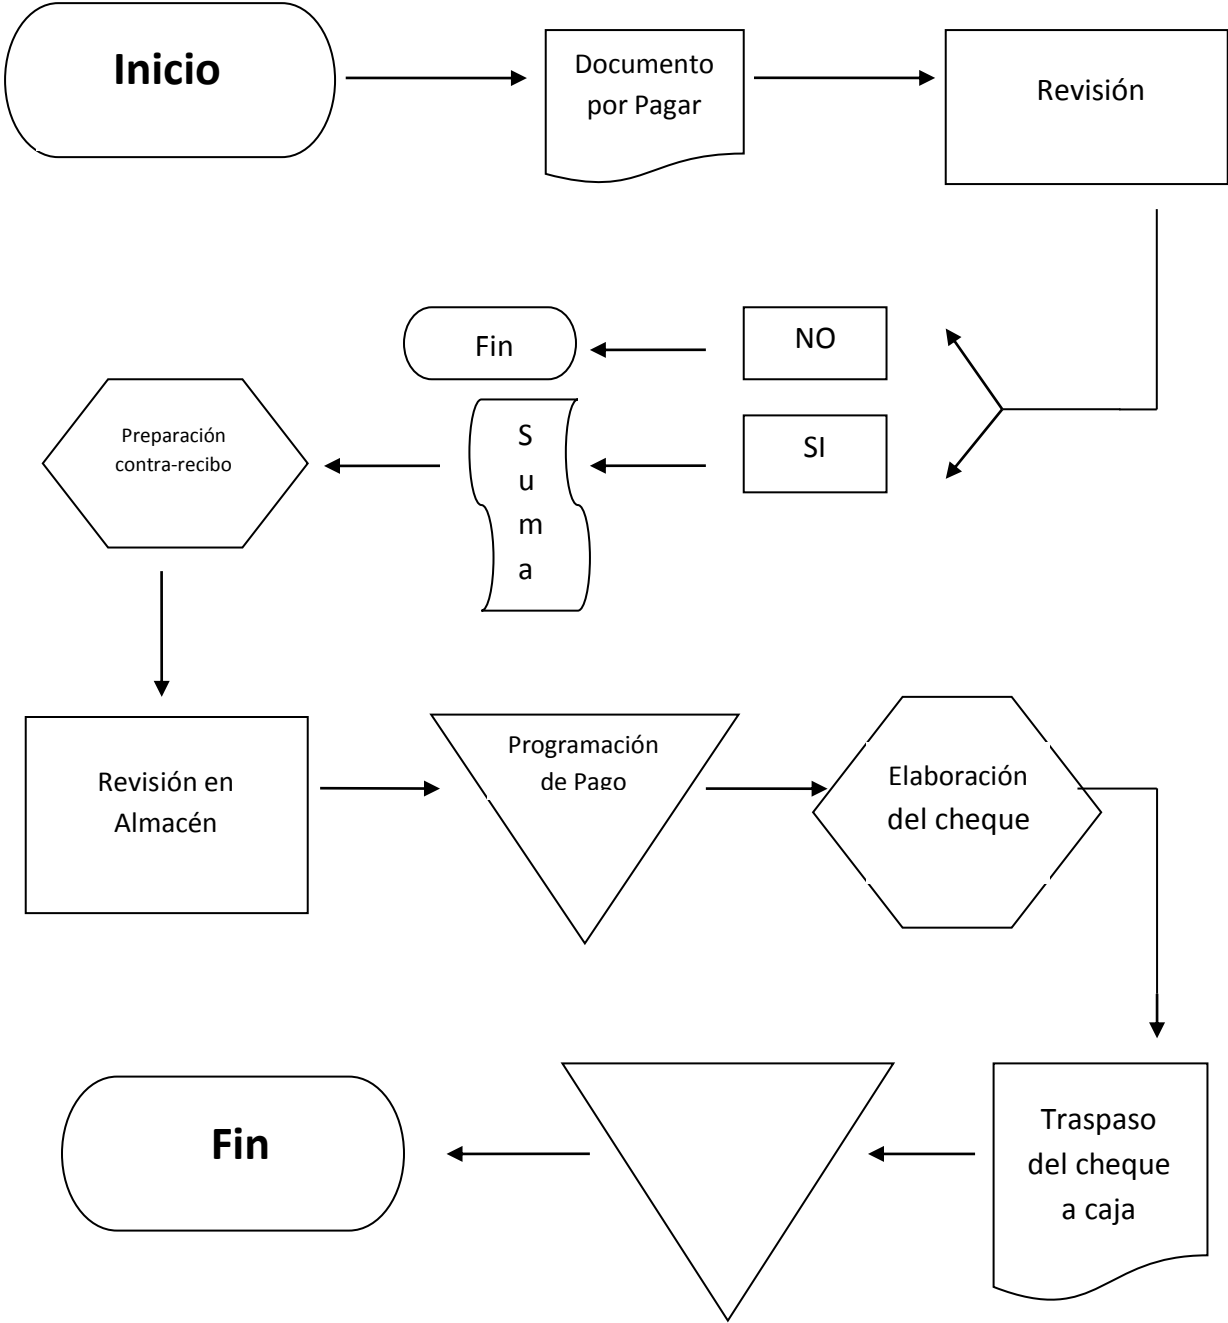 Inicio
Documento
por Pagar
Revisión
NO
Fin
SI
S
u
m
a
Preparación
contra-recibo
Revisión en
Almacén
Programación
de Pago
Elaboración
del cheque
Traspaso
del cheque
a caja
Fin